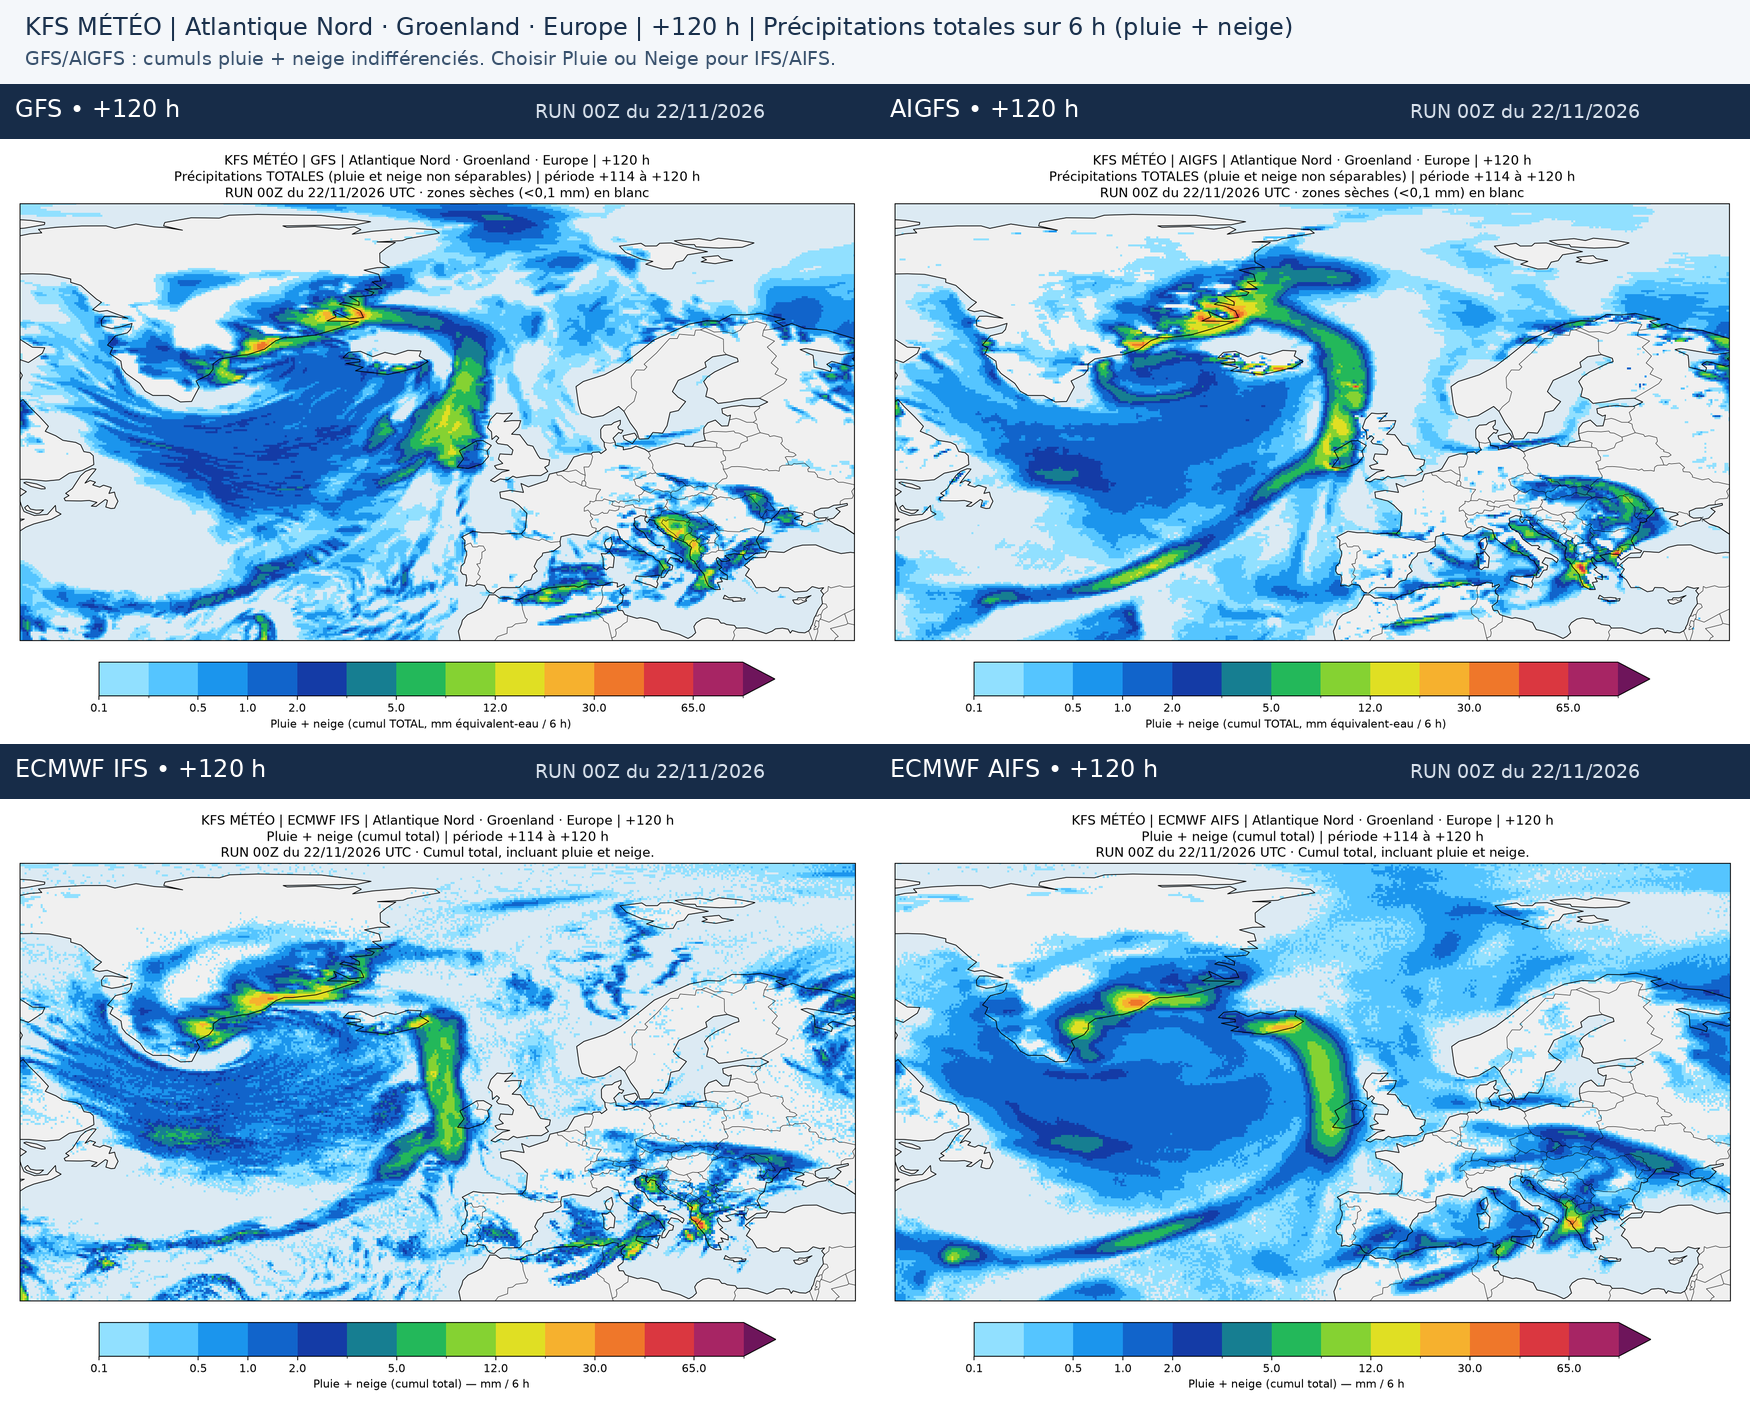 KFS MÉTÉO | Atlantique Nord · Groenland · Europe | +120 h | Précipitations totales sur 6 h (pluie + neige)
GFS/AIGFS : cumuls pluie + neige indifférenciés. Choisir Pluie ou Neige pour IFS/AIFS.
GFS • +120 h
RUN 00Z du 22/11/2026
KFS MÉTÉO | GFS | Atlantique Nord · Groenland · Europe | +120 h
Précipitations TOTALES (pluie et neige non séparables) | période +114 à +120 h
RUN 00Z du 22/11/2026 UTC · zones sèches (<0,1 mm) en blanc
0.1 0.5 1.0 2.0 5.0 12.0 30.0 65.0
Pluie + neige (cumul TOTAL, mm équivalent-eau / 6 h)
AIGFS • +120 h
RUN 00Z du 22/11/2026
KFS MÉTÉO | AIGFS | Atlantique Nord · Groenland · Europe | +120 h
Précipitations TOTALES (pluie et neige non séparables) | période +114 à +120 h
RUN 00Z du 22/11/2026 UTC · zones sèches (<0,1 mm) en blanc
0.1 0.5 1.0 2.0 5.0 12.0 30.0 65.0
Pluie + neige (cumul TOTAL, mm équivalent-eau / 6 h)
ECMWF IFS • +120 h
RUN 00Z du 22/11/2026
KFS MÉTÉO | ECMWF IFS | Atlantique Nord · Groenland · Europe | +120 h
Pluie + neige (cumul total) | période +114 à +120 h
RUN 00Z du 22/11/2026 UTC · Cumul total, incluant pluie et neige.
0.1 0.5 1.0 2.0 5.0 12.0 30.0 65.0
Pluie + neige (cumul total) — mm / 6 h
ECMWF AIFS • +120 h
RUN 00Z du 22/11/2026
KFS MÉTÉO | ECMWF AIFS | Atlantique Nord · Groenland · Europe | +120 h
Pluie + neige (cumul total) | période +114 à +120 h
RUN 00Z du 22/11/2026 UTC · Cumul total, incluant pluie et neige.
0.1 0.5 1.0 2.0 5.0 12.0 30.0 65.0
Pluie + neige (cumul total) — mm / 6 h